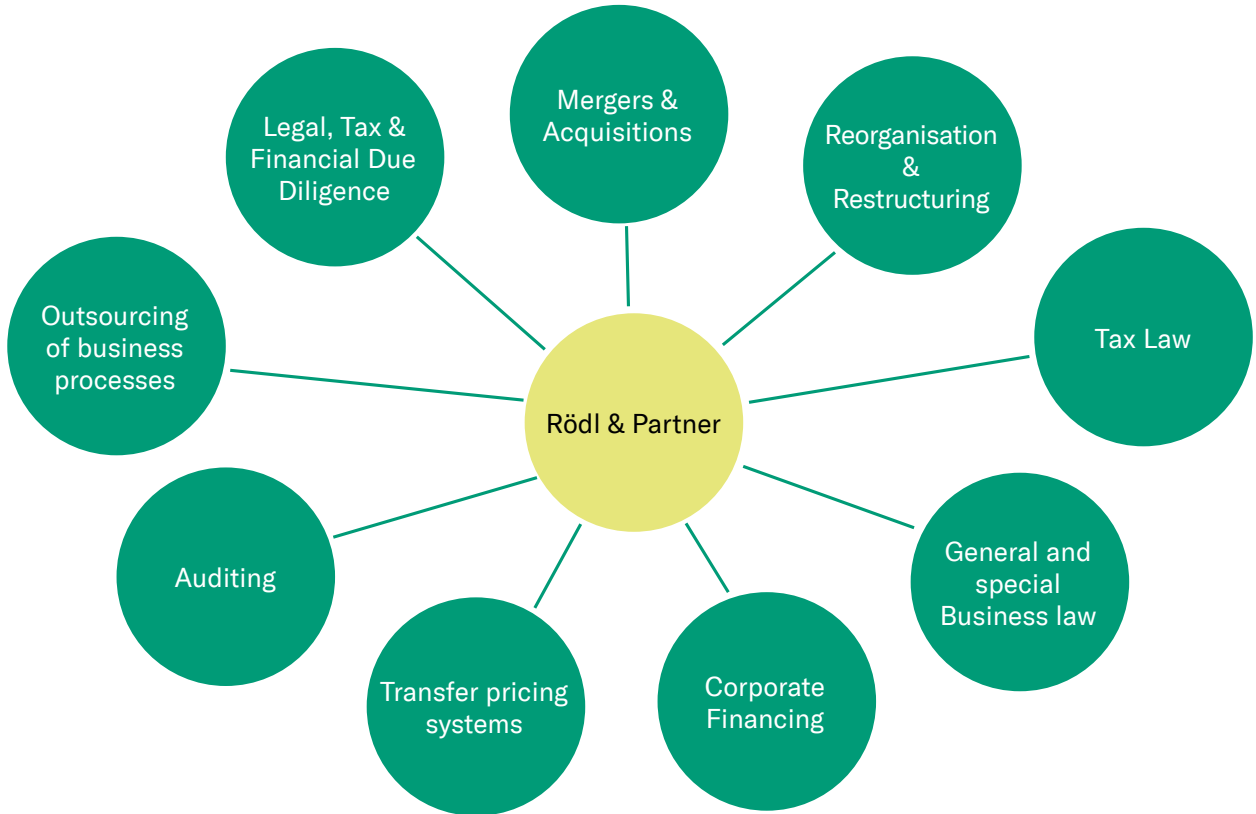 Mergers &
Acquisitions
Legal, Tax &
Financial Due
Diligence
Reorganisation
&
Restructuring
Outsourcing
of business
processes
Tax Law
Rödl & Partner
Auditing
General and
special
Business law
Transfer pricing
systems
Corporate
Financing